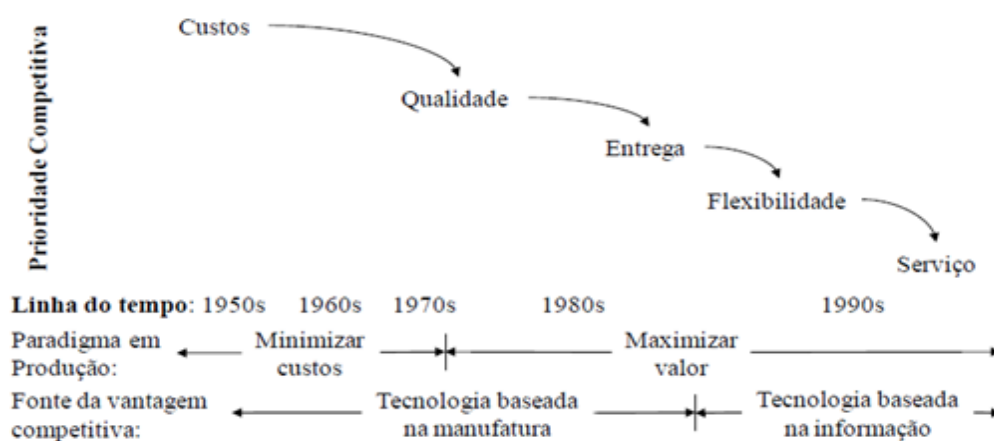 Prioridade Competitiva
Custos
Qualidade
Entrega
Flexibilidade
Serviço
Linha do tempo: 1950s 1960s 1970s 1980s 1990s
Paradigma em Produção:
Minimizar custos
Maximizar valor
Fonte da vantagem competitiva:
Tecnologia baseada na manufatura
Tecnologia baseada na informação